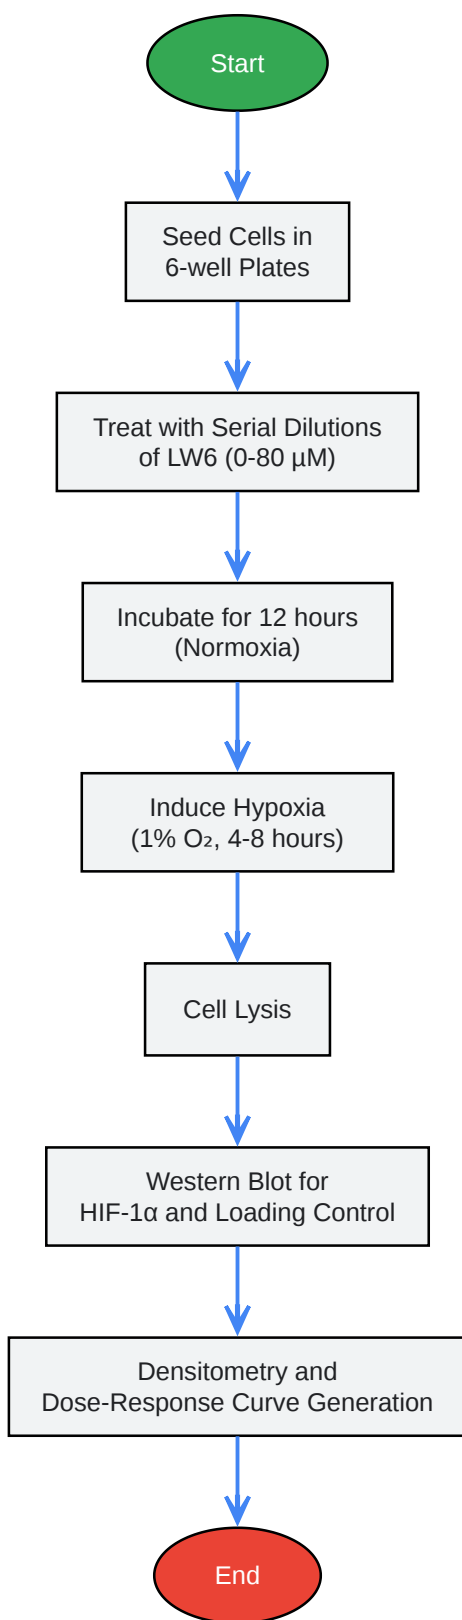 Start
Seed Cells in
6-well Plates
Treat with Serial Dilutions
of LW6 (0-80 µM)
Incubate for 12 hours
(Normoxia)
Induce Hypoxia
(1% O₂, 4-8 hours)
Cell Lysis
Western Blot for
HIF-1α and Loading Control
Densitometry and
Dose-Response Curve Generation
End